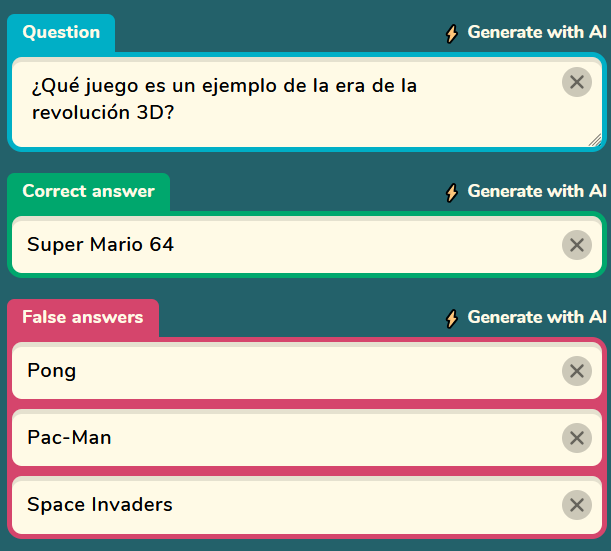 Question
Generate with AI
¿Qué juego es un ejemplo de la era de la
revolución 3D?
Correct answer
Generate with AI
Super Mario 64
False answers
Generate with AI
Pong
Pac-Man
Space Invaders